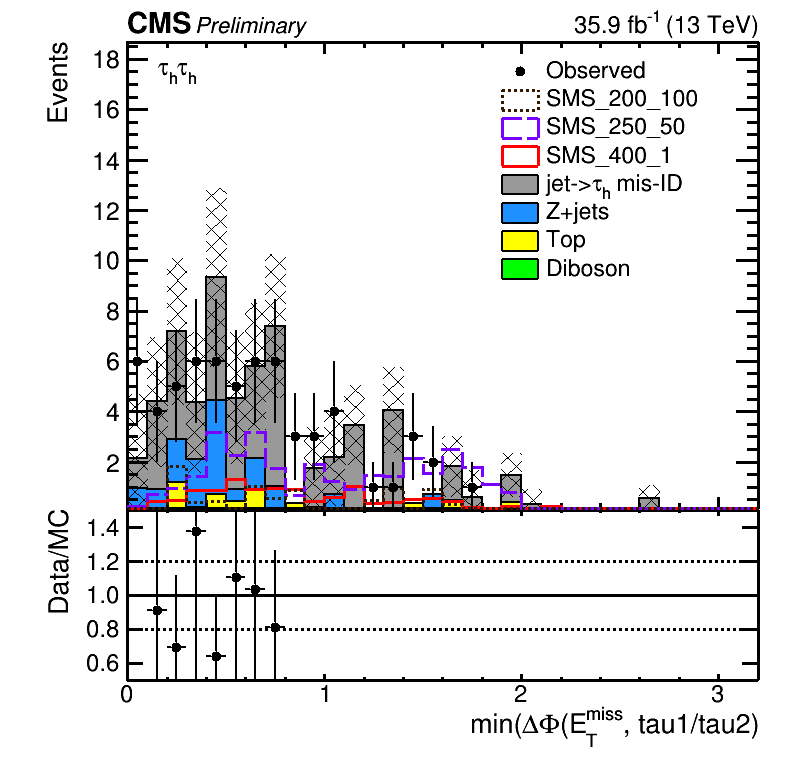 CMS Preliminary 35.9 fb⁻¹ (13 TeV)
Events
τhτh
Observed
SMS_200_100
SMS_250_50
SMS_400_1
jet->τh mis-ID
Z+jets
Top
Diboson
18
16
14
12
10
8
6
4
2
Data/MC
1.4
1.2
1.0
0.8
0.6
0 1 2 3
min(ΔΦ(E_T^miss, tau1/tau2)